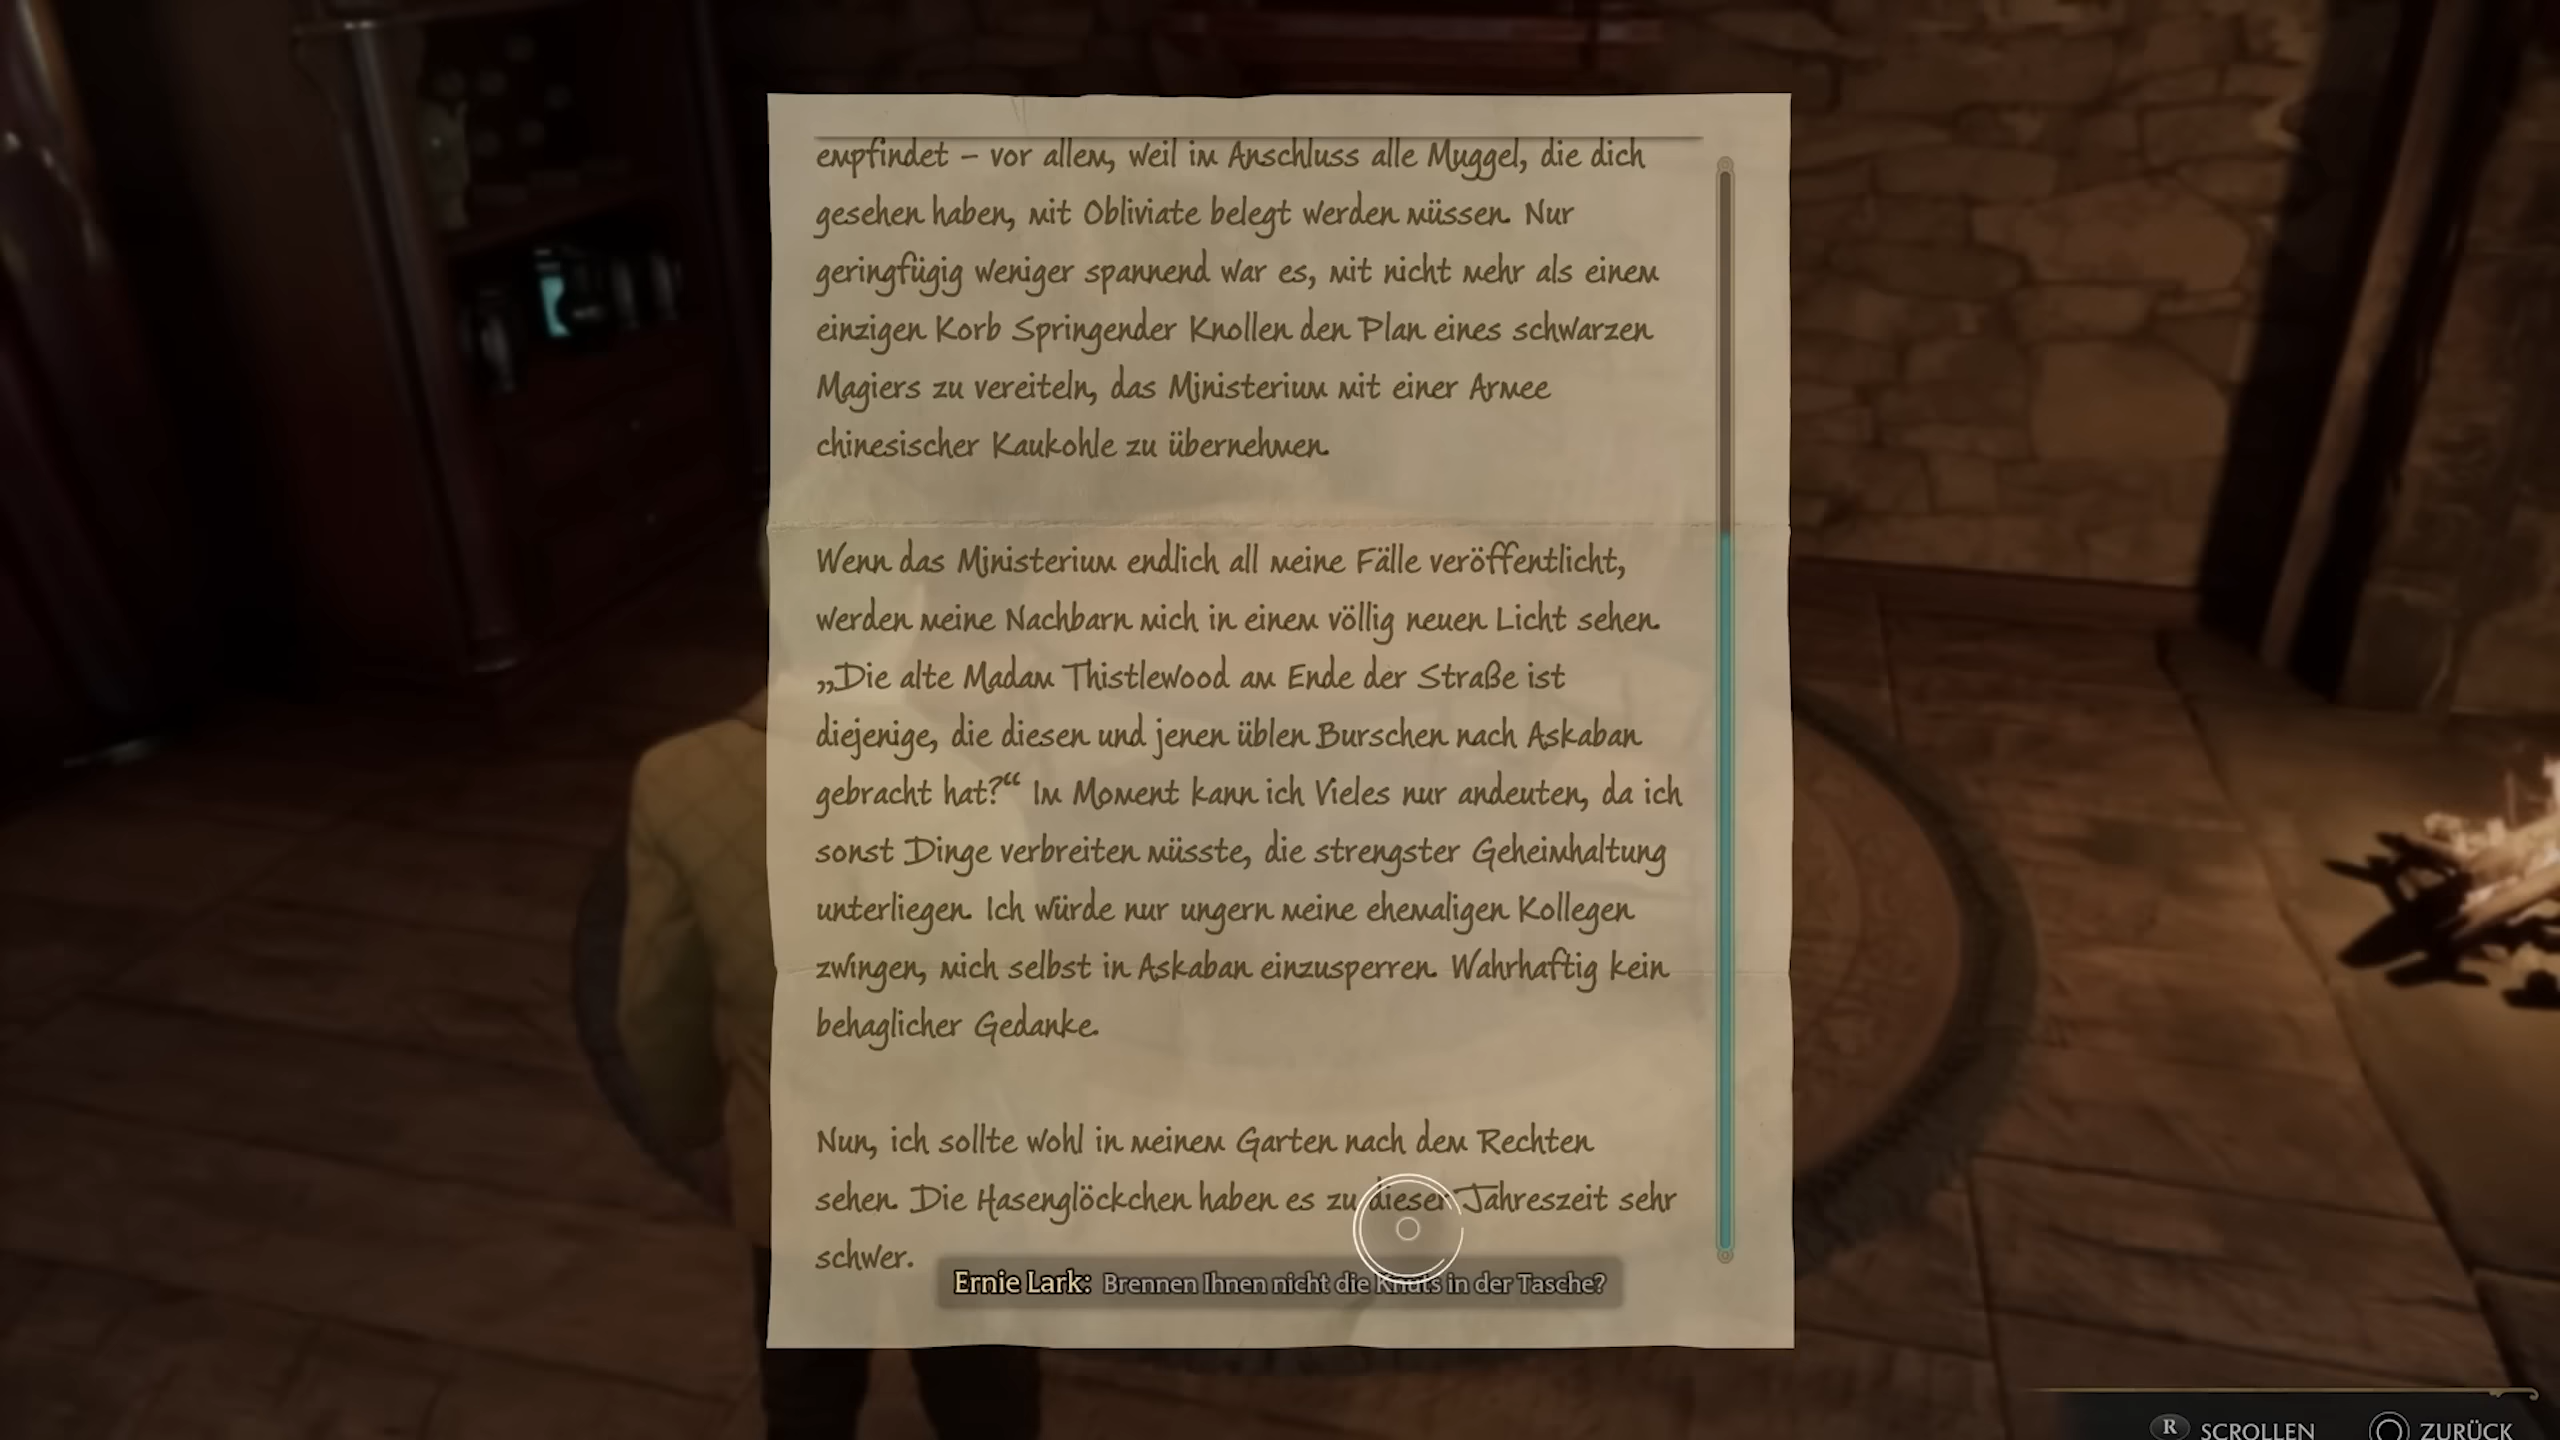 empfindet – vor allem, weil im Anschluss alle Muggel, die dich
gesehen haben, mit Obliviate belegt werden müssen. Nur
geringfügig weniger spannend war es, mit nicht mehr als einem
einzigen Korb Springender Knollen den Plan eines schwarzen
Magiers zu vereiteln, das Ministerium mit einer Armee
chinesischer Kaukohle zu übernehmen.
Wenn das Ministerium endlich all meine Fälle veröffentlicht,
werden meine Nachbarn mich in einem völlig neuen Licht sehen.
„Die alte Madam Thistlewood am Ende der Straße ist
diejenige, die diesen und jenen üblen Burschen nach Askaban
gebracht hat?“ Im Moment kann ich Vieles nur andeuten, da ich
sonst Dinge verbreiten müsste, die strengster Geheimhaltung
unterliegen. Ich würde nur ungern meine ehemaligen Kollegen
zwingen, mich selbst in Askaban einzusperren. Wahrhaftig kein
behaglicher Gedanke.
Nun, ich sollte wohl in meinem Garten nach dem Rechten
sehen. Die Hasenglöckchen haben es zu dieser Jahreszeit sehr
schwer.
Ernie Lark: Brennen Ihnen nicht die Knuts in der Tasche?
R SCROLLEN ZURÜCK